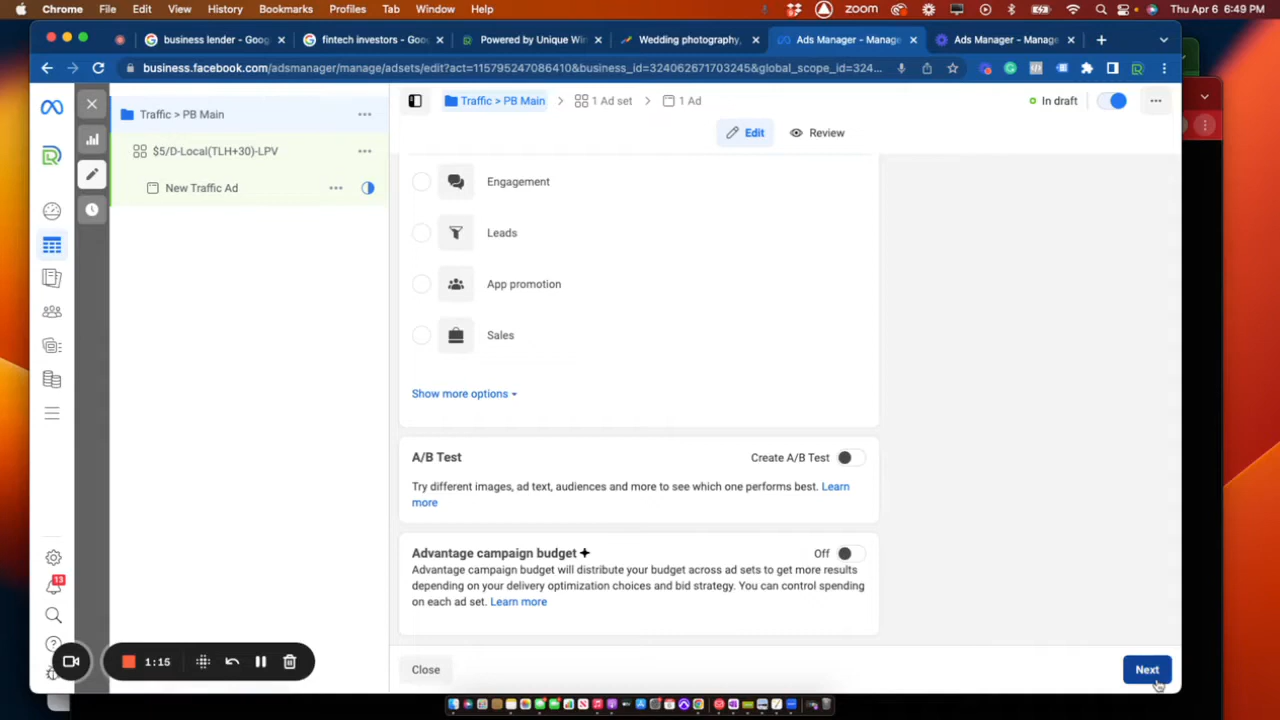 Chrome File Edit View History Bookmarks Profiles Tab Window Help
zoom
Thu Apr 6 6:49 PM
business lender - Goog
fintech investors - Goog
Powered by Unique Wi
Wedding photography,
Ads Manager - Manage
Ads Manager - Manage
business.facebook.com/adsmanager/manage/adsets/edit?act=115795247086410&business_id=324062671703245&global_scope_id=324...
Traffic > PB Main
Traffic > PB Main
1 Ad set
1 Ad
In draft
Edit
Review
$5/D-Local(TLH+30)-LPV
New Traffic Ad
Engagement
Leads
App promotion
Sales
Show more options
A/B Test
Create A/B Test
Try different images, ad text, audiences and more to see which one performs best. Learn
more
Advantage campaign budget
Off
Advantage campaign budget will distribute your budget across ad sets to get more results
depending on your delivery optimization choices and bid strategy. You can control spending
on each ad set. Learn more
13
1:15
Close
Next